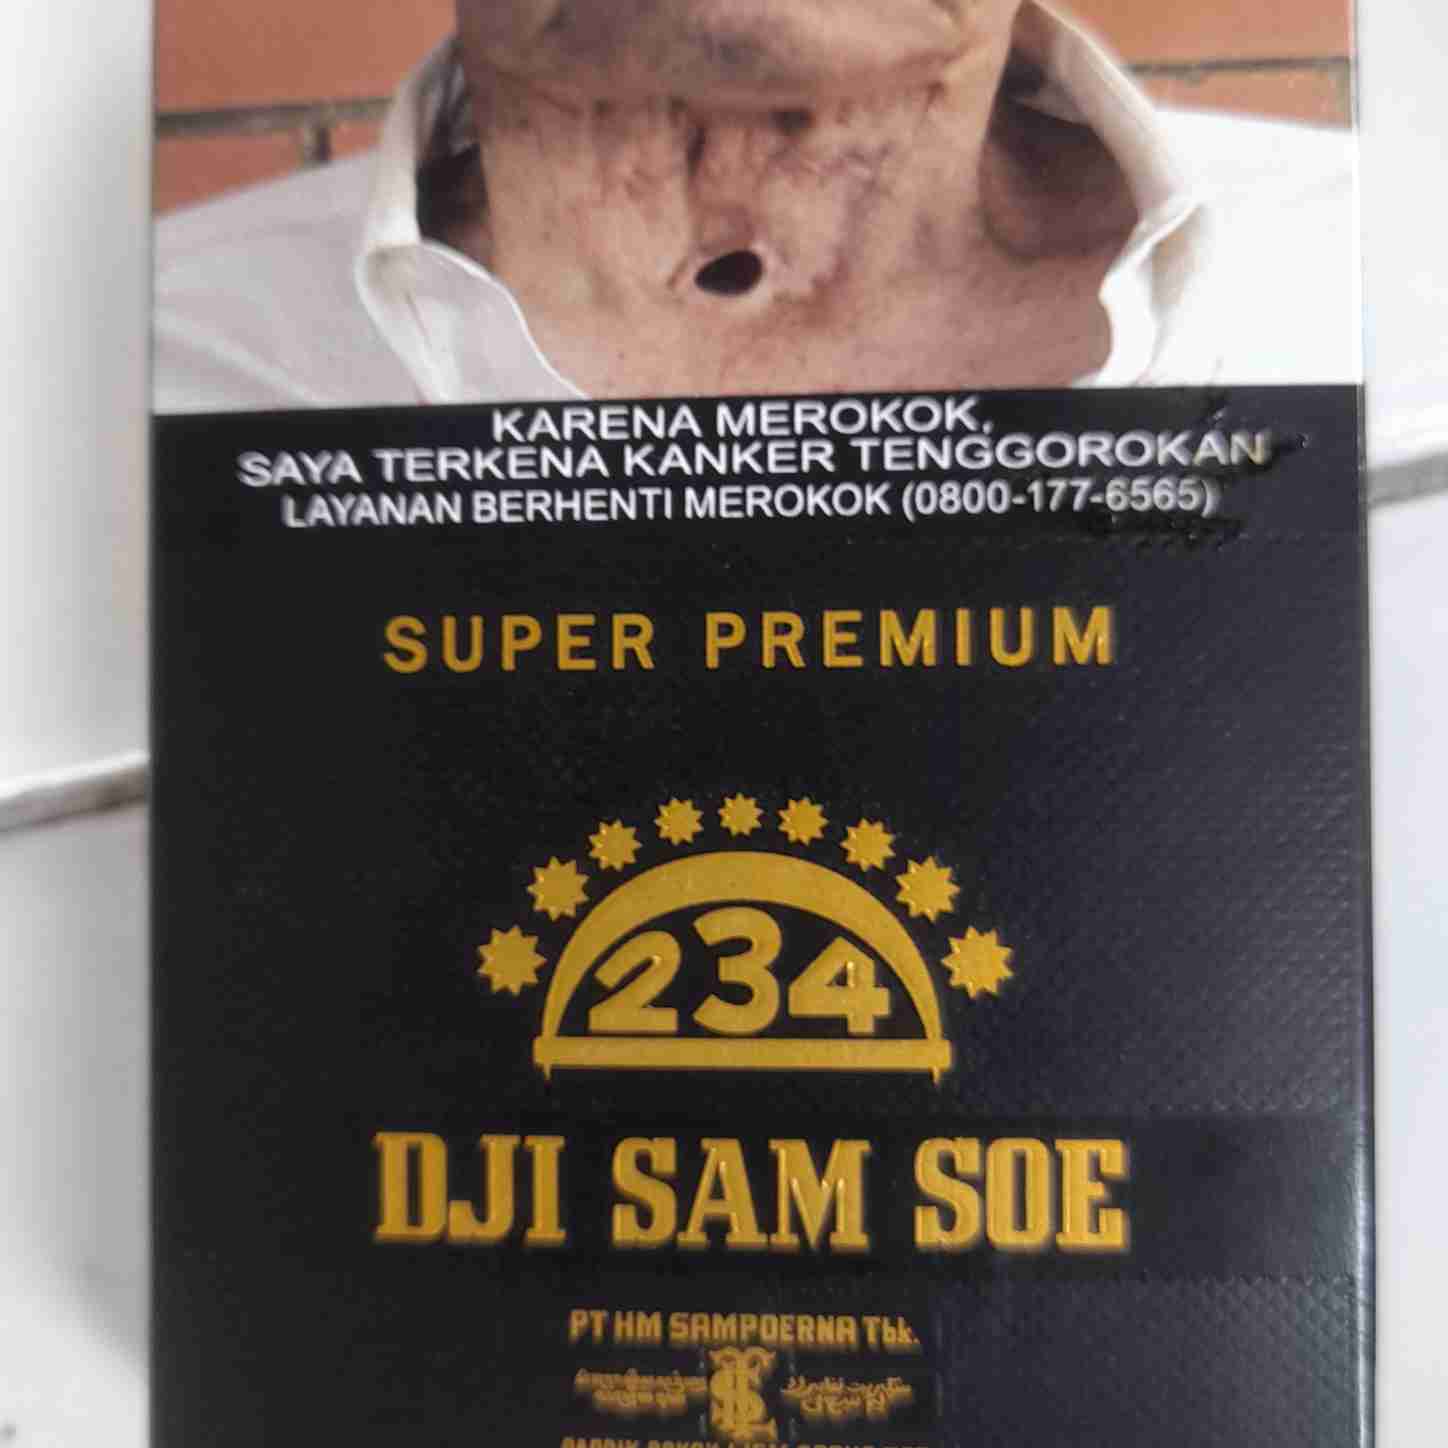 KARENA MEROKOK,
SAYA TERKENA KANKER TENGGOROKAN
LAYANAN BERHENTI MEROKOK (0800-177-6565)
SUPER PREMIUM
234
DJI SAM SOE
PT HM SAMPOERNA Tbk.